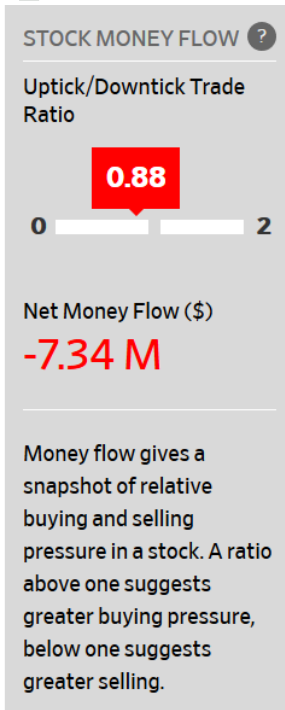 STOCK MONEY FLOW ?
Uptick/Downtick Trade
Ratio
0.88
0 2
Net Money Flow ($)
-7.34 M
Money flow gives a
snapshot of relative
buying and selling
pressure in a stock. A ratio
above one suggests
greater buying pressure,
below one suggests
greater selling.